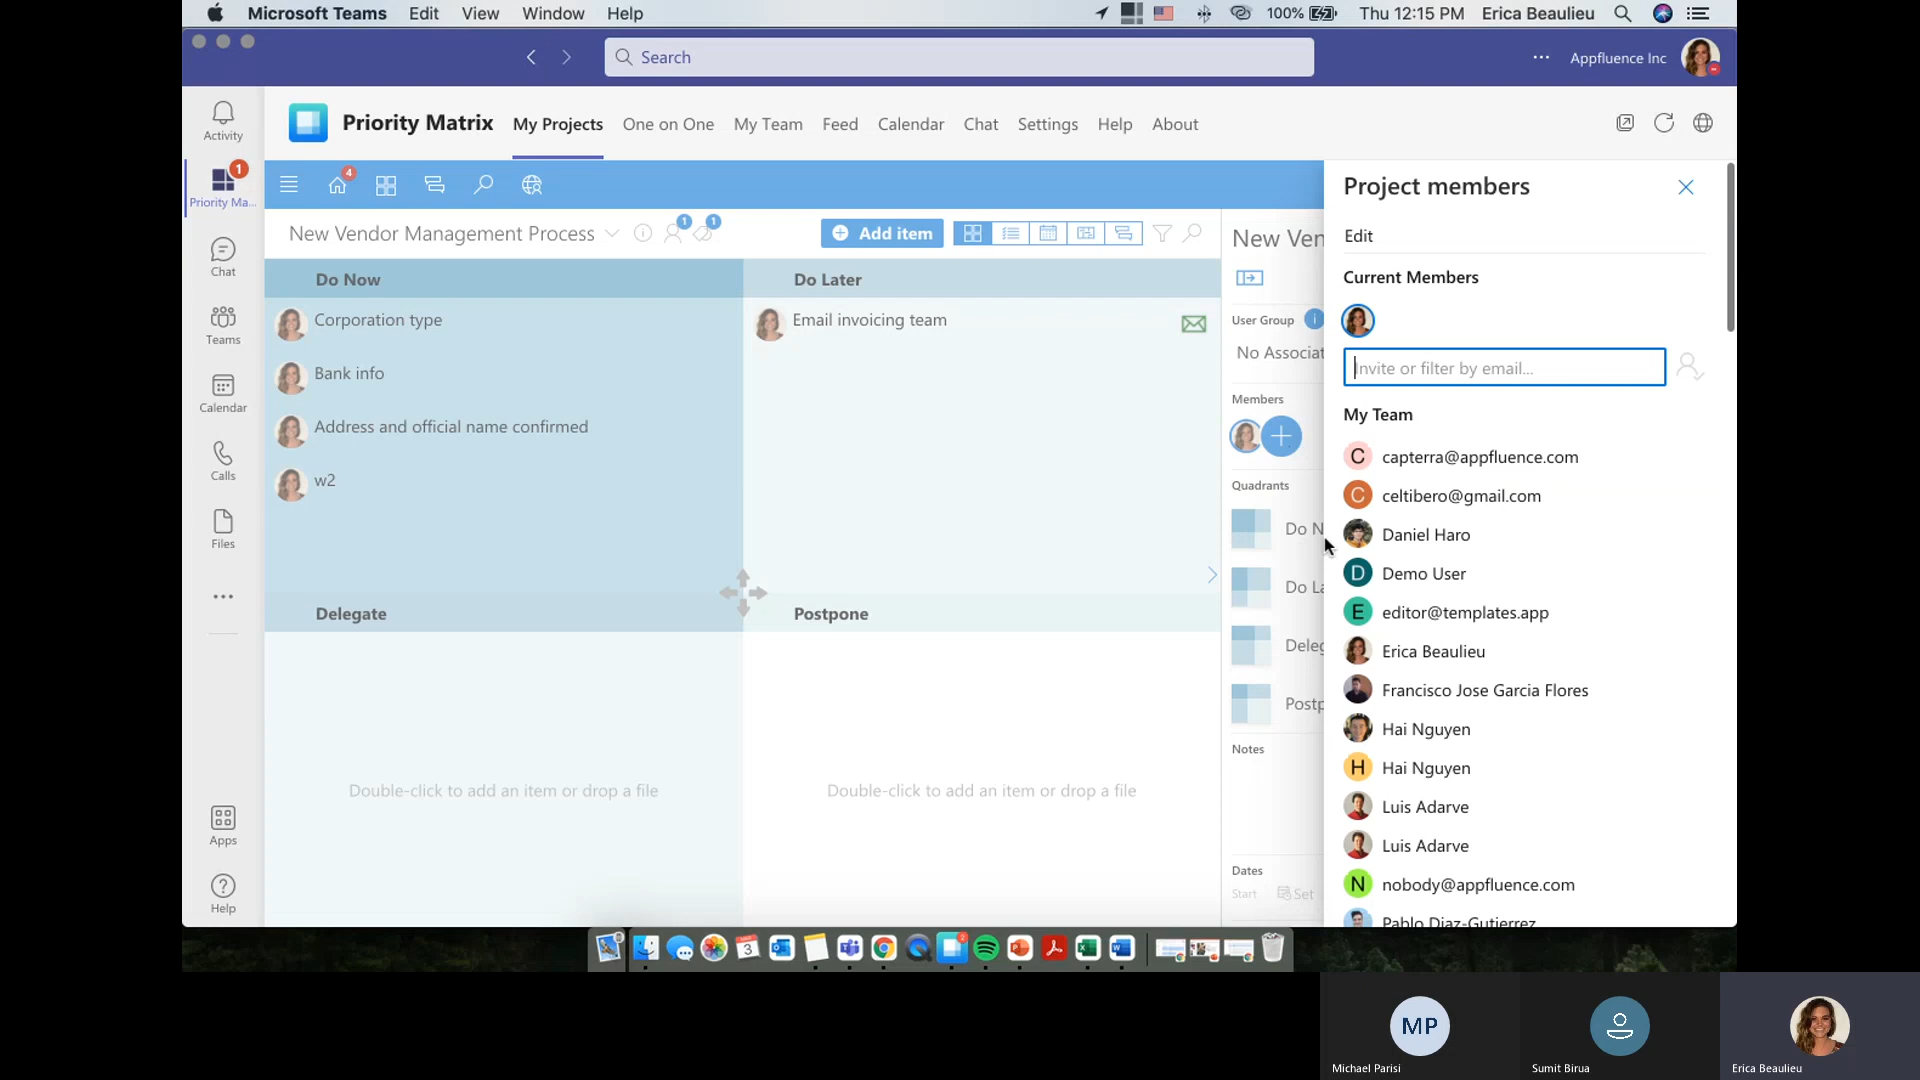 Microsoft Teams Edit View Window Help 100% Thu 12:15 PM Erica Beaulieu
Search
Appfluence Inc
Activity
1
Priority Ma...
Chat
Teams
Calendar
Calls
Files
Apps
Help
Priority Matrix My Projects One on One My Team Feed Calendar Chat Settings Help About
4
New Vendor Management Process 1 1 Add item
Do Now
Corporation type
Bank info
Address and official name confirmed
w2
Do Later
Email invoicing team
Delegate
Double-click to add an item or drop a file
Postpone
Double-click to add an item or drop a file
New Ven
User Group
No Associat
Members
Quadrants
Do N
Do La
Deleg
Postp
Notes
Dates
Start Set
Project members
Edit
Current Members
Invite or filter by email...
My Team
C capterra@appfluence.com
C celtibero@gmail.com
Daniel Haro
D Demo User
E editor@templates.app
Erica Beaulieu
Francisco Jose Garcia Flores
Hai Nguyen
H Hai Nguyen
Luis Adarve
Luis Adarve
N nobody@appfluence.com
Pablo Diaz-Gutierrez
3
2
MP
Michael Parisi
Sumit Birua
Erica Beaulieu